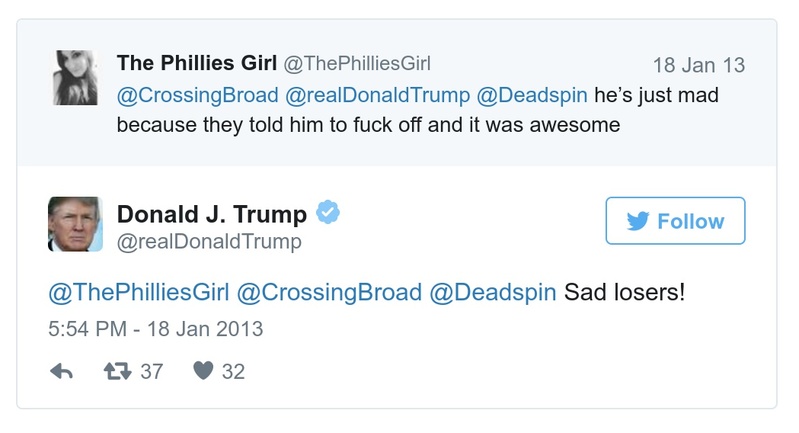 The Phillies Girl @ThePhilliesGirl 18 Jan 13
@CrossingBroad @realDonaldTrump @Deadspin he’s just mad
because they told him to fuck off and it was awesome
Donald J. Trump
@realDonaldTrump
Follow
@ThePhilliesGirl @CrossingBroad @Deadspin Sad losers!
5:54 PM - 18 Jan 2013
37 32